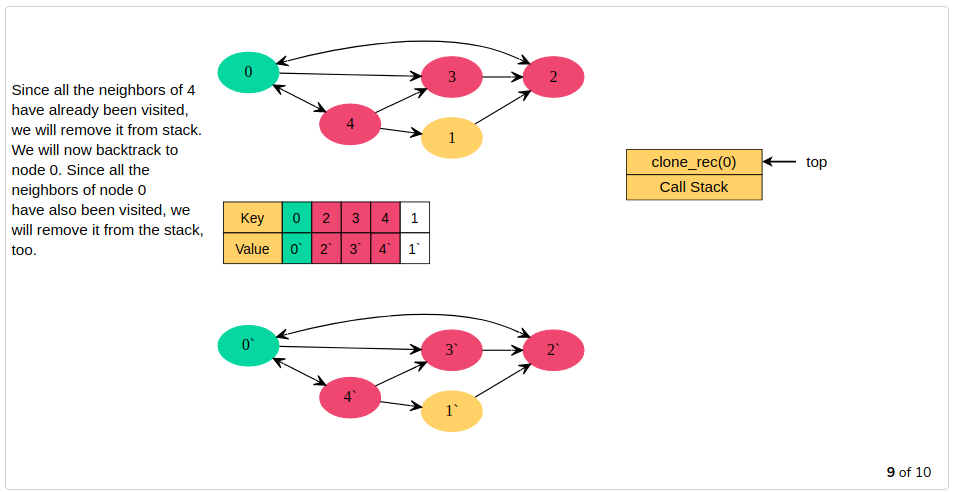 Since all the neighbors of 4
have already been visited,
we will remove it from stack.
We will now backtrack to
node 0. Since all the
neighbors of node 0
have also been visited, we
will remove it from the stack,
too.
0
3
2
4
1
clone_rec(0)
top
Call Stack
Key 0 2 3 4 1
Value 0` 2` 3` 4` 1`
0`
3`
2`
4`
1`
9 of 10